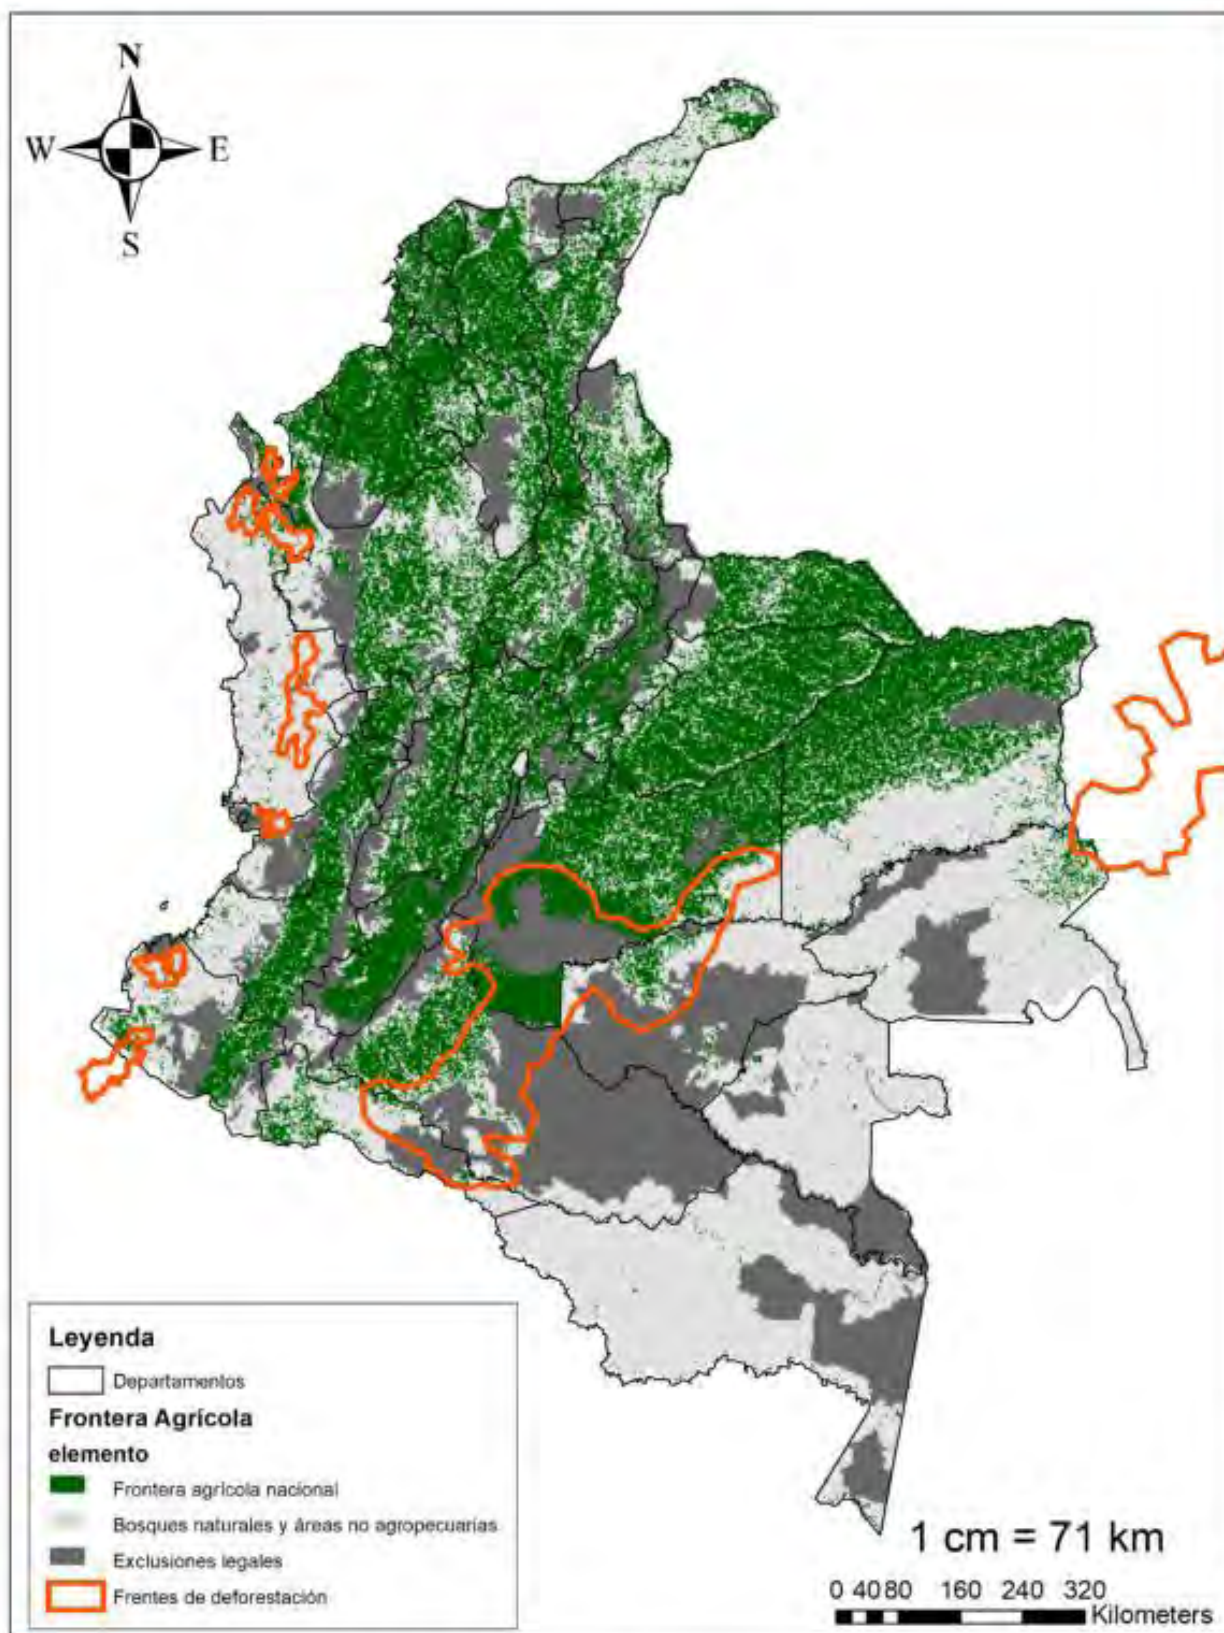 N
W E
S
Leyenda
Departamentos
Frontera Agrícola
elemento
Frontera agrícola nacional
Bosques naturales y áreas no agropecuarias
Exclusiones legales
Frentes de deforestación
1 cm = 71 km
0 40 80 160 240 320
Kilometers